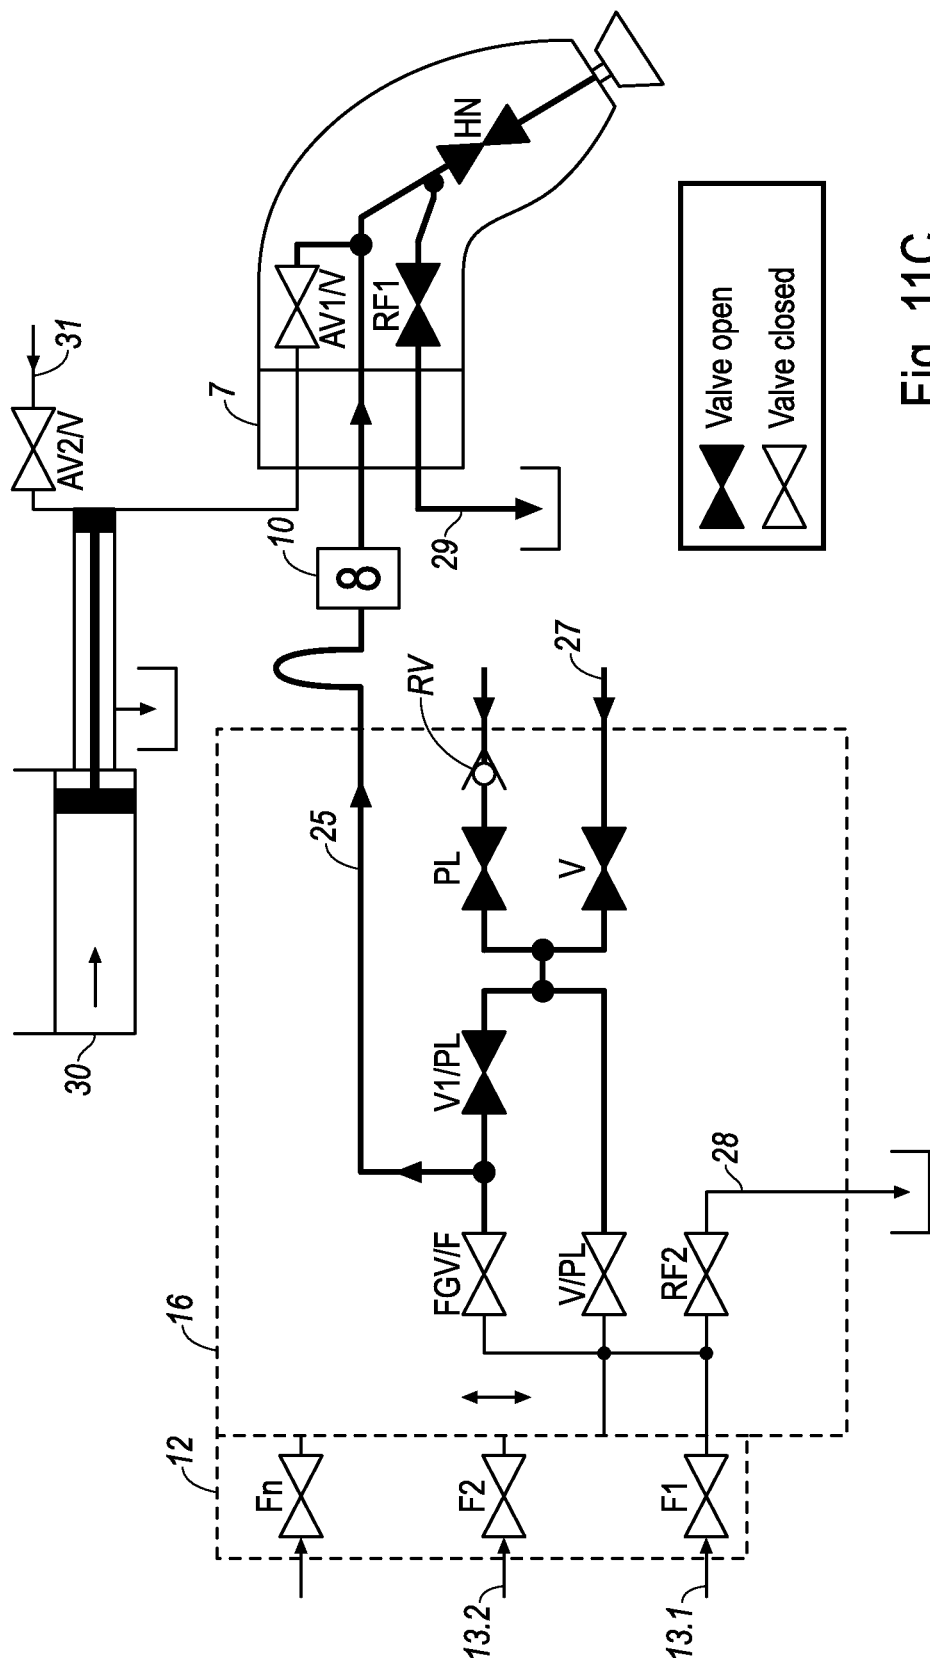 31
AV2/V
7
AV1/V
HN
RF1
10
8
29
30
25
RV
27
PL
V
V1/PL
FGV/F
V/PL
RF2
28
16
12
Fn
F2
F1
13.2
13.1
Valve open
Valve closed
Fig. 11C